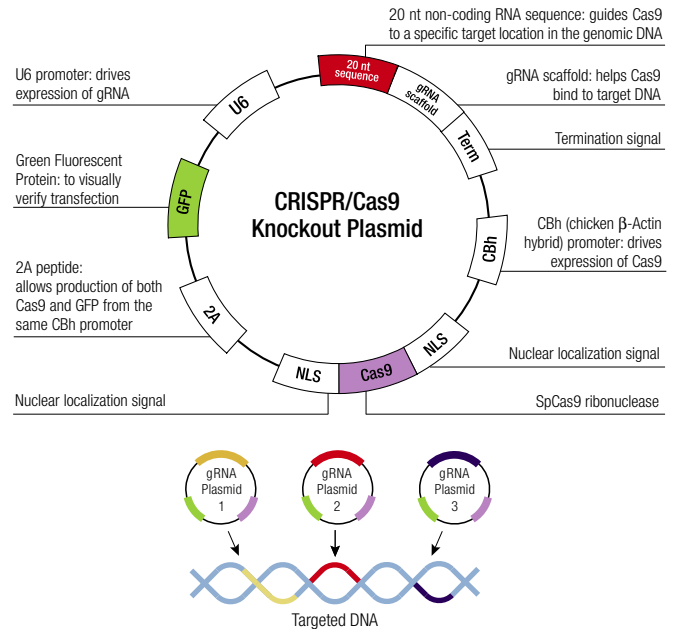 20 nt non-coding RNA sequence: guides Cas9
to a specific target location in the genomic DNA
U6 promoter: drives
expression of gRNA
gRNA scaffold: helps Cas9
bind to target DNA
Termination signal
Green Fluorescent
Protein: to visually
verify transfection
CBh (chicken β-Actin
hybrid) promoter: drives
expression of Cas9
2A peptide:
allows production of both
Cas9 and GFP from the
same CBh promoter
Nuclear localization signal
SpCas9 ribonuclease
Nuclear localization signal
20 nt
sequence
gRNA
scaffold
Term
CBh
NLS
Cas9
NLS
2A
GFP
U6
CRISPR/Cas9
Knockout Plasmid
gRNA
Plasmid
1
gRNA
Plasmid
2
gRNA
Plasmid
3
Targeted DNA